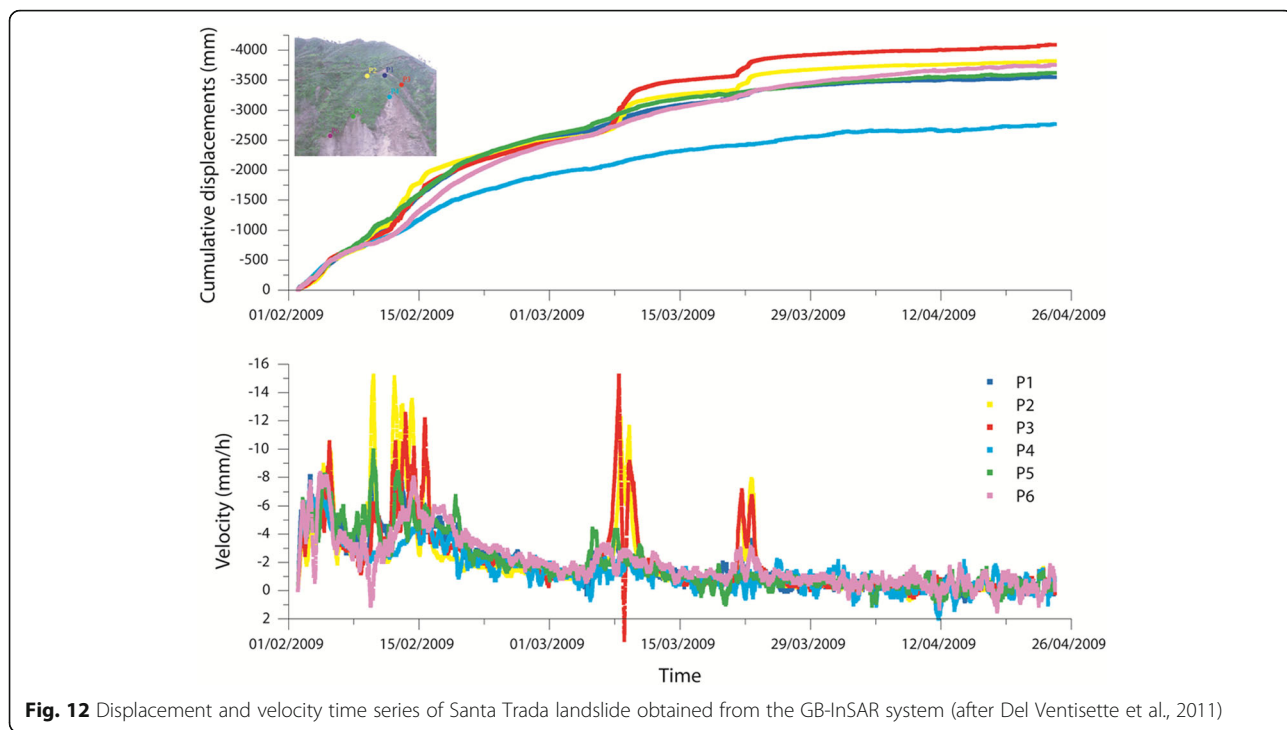 -4000
-3500
-3000
-2500
-2000
-1500
-1000
-500
0
Cumulative displacements (mm)
01/02/2009 15/02/2009 01/03/2009 15/03/2009 29/03/2009 12/04/2009 26/04/2009
-16
-14
-12
-10
-8
-6
-4
-2
0
2
Velocity (mm/h)
P1
P2
P3
P4
P5
P6
01/02/2009 15/02/2009 01/03/2009 15/03/2009 29/03/2009 12/04/2009 26/04/2009
Time
Fig. 12 Displacement and velocity time series of Santa Trada landslide obtained from the GB-InSAR system (after Del Ventisette et al., 2011)